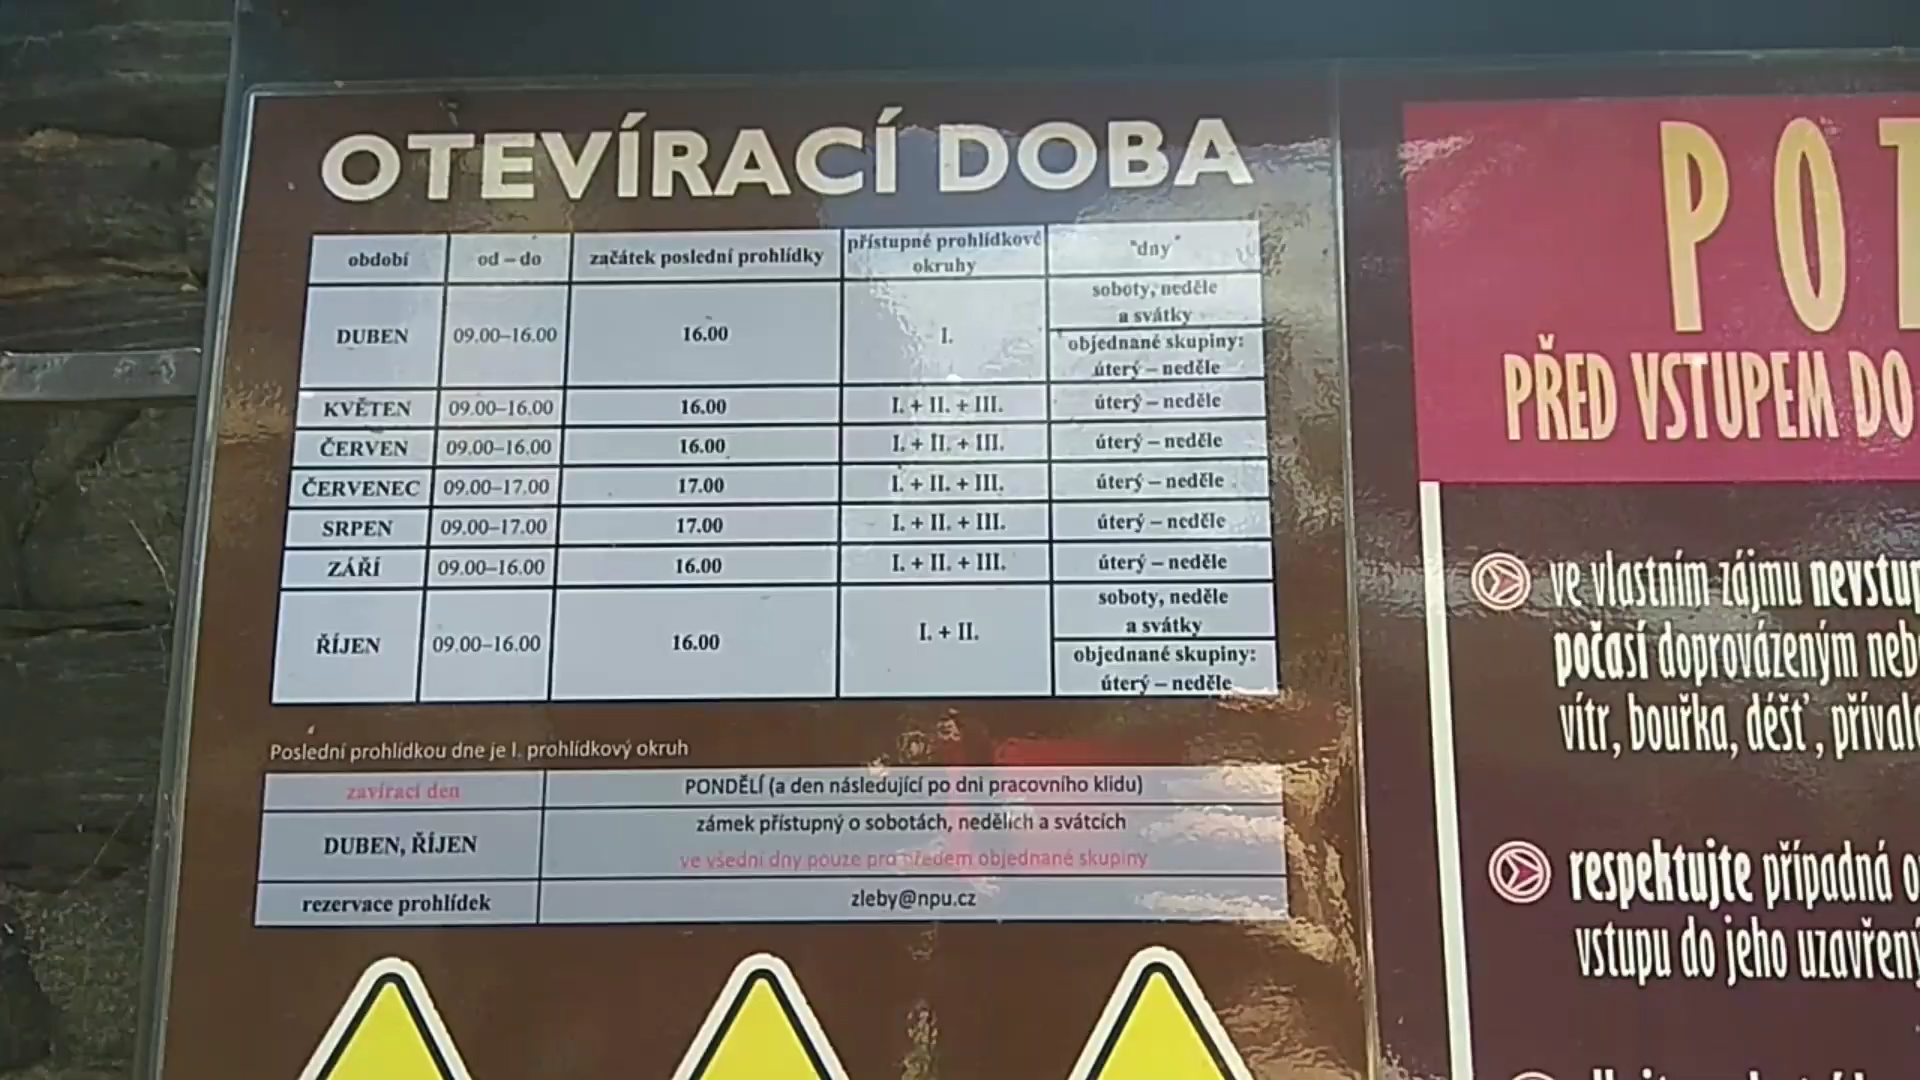 OTEVÍRACÍ DOBA
období od – do začátek poslední prohlídky přístupné prohlídkové okruhy "dny"
DUBEN 09.00–16.00 16.00 I. soboty, neděle
a svátky
objednané skupiny:
úterý – neděle
KVĚTEN 09.00–16.00 16.00 I. + II. + III. úterý – neděle
ČERVEN 09.00–16.00 16.00 I. + II. + III. úterý – neděle
ČERVENEC 09.00–17.00 17.00 I. + II. + III. úterý – neděle
SRPEN 09.00–17.00 17.00 I. + II. + III. úterý – neděle
ZÁŘÍ 09.00–16.00 16.00 I. + II. + III. úterý – neděle
ŘÍJEN 09.00–16.00 16.00 I. + II. soboty, neděle
a svátky
objednané skupiny:
úterý – neděle
Poslední prohlídkou dne je I. prohlídkový okruh
zavírací den PONDĚLÍ (a den následující po dni pracovního klidu)
DUBEN, ŘÍJEN zámek přístupný o sobotách, nedělích a svátcích
ve všední dny pouze pro předem objednané skupiny
rezervace prohlídek zleby@npu.cz
PŘED VSTUPEM DO
ve vlastním zájmu
počasí doprovázeným
vítr, bouřka, déšť,
respektujte případná
vstupu do jeho